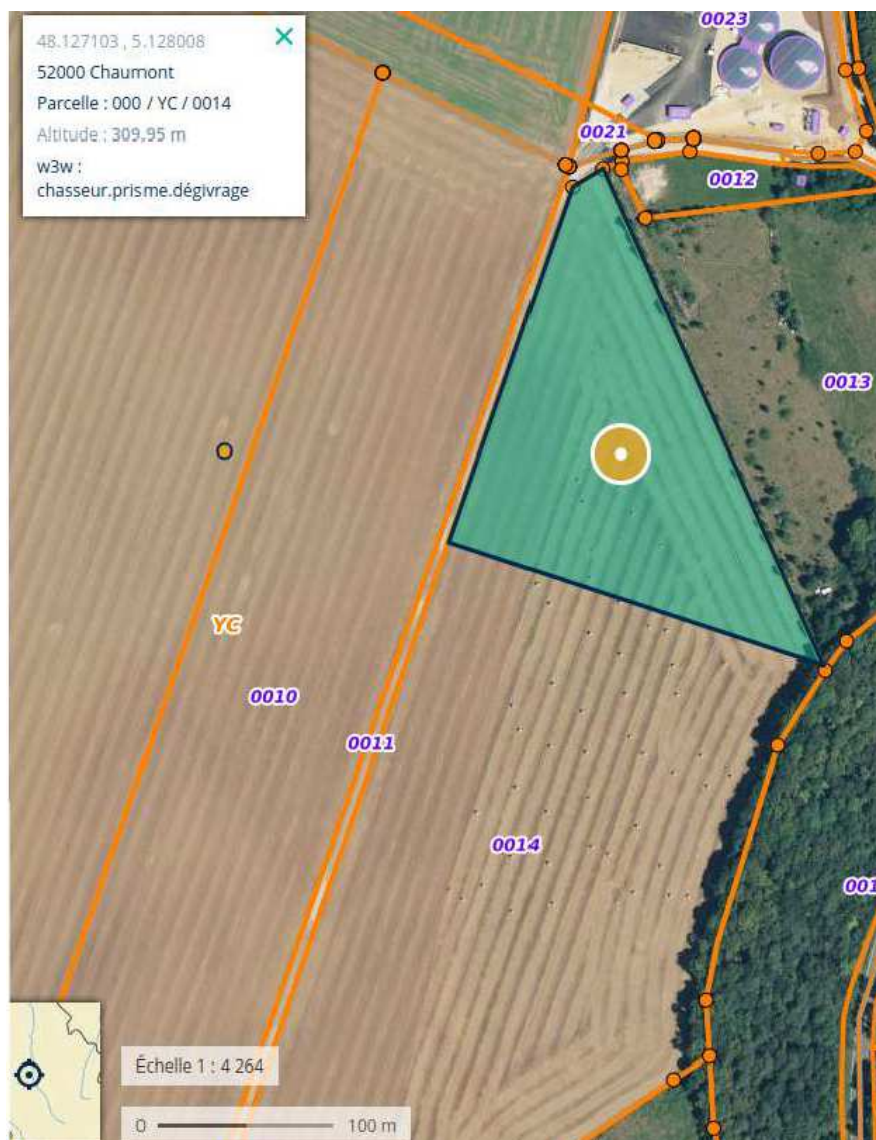 48.127103 , 5.128008
52000 Chaumont
Parcelle : 000 / YC / 0014
Altitude : 309,95 m
w3w :
chasseur.prisme.dégivrage
0023
0021
0012
0013
YC
0010
0011
0014
001
Échelle 1 : 4 264
0 100 m